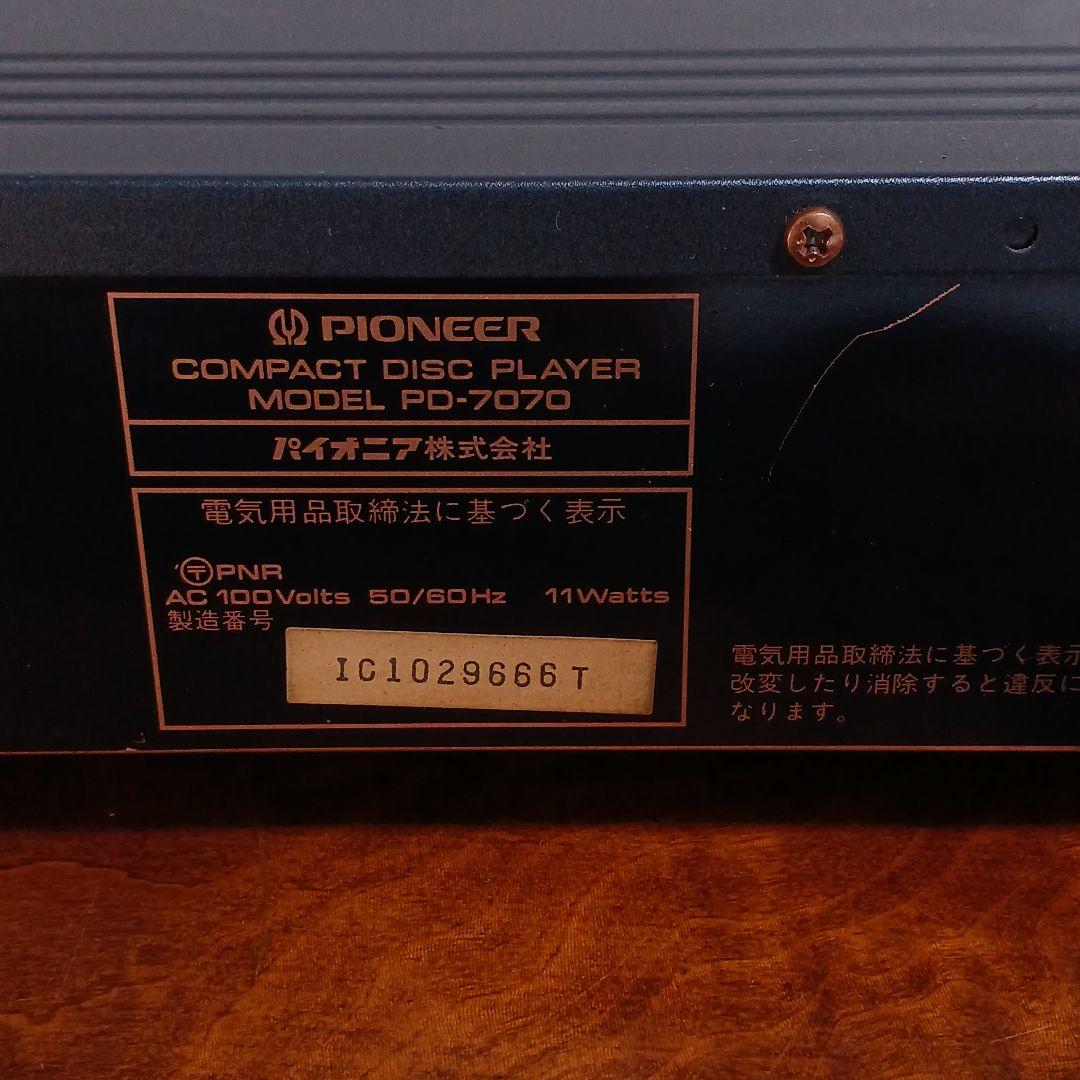 PIONEER
COMPACT DISC PLAYER
MODEL PD-7070
パイオニア株式会社
電気用品取締法に基づく表示
〒PNR
AC 100Volts 50/60Hz 11Watts
製造番号
IC1029666T
電気用品取締法に基づく表示
改変したり消除すると違反に
なります。